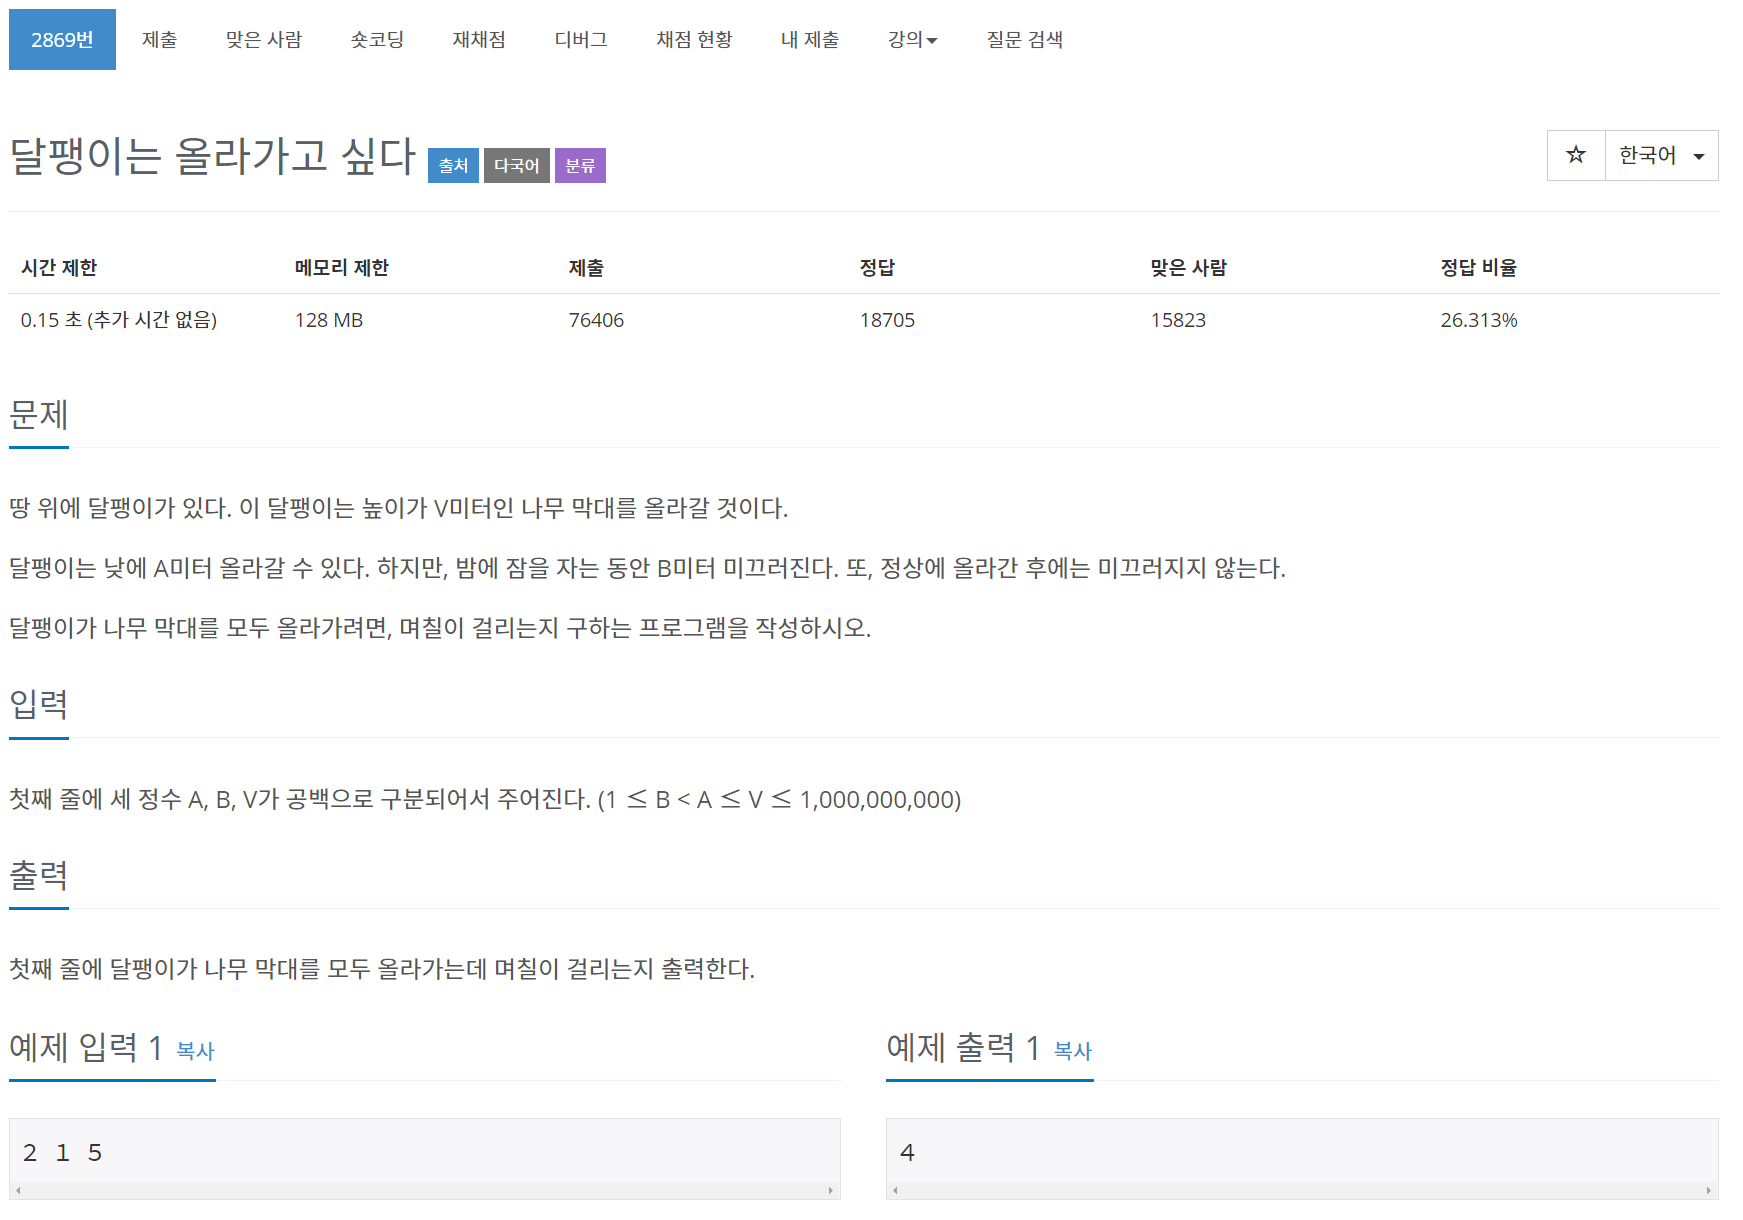 2869번 제출 맞은 사람 숏코딩 재채점 디버그 채점 현황 내 제출 강의 질문 검색
달팽이는 올라가고 싶다 출처 다국어 분류 ☆ 한국어
시간 제한 메모리 제한 제출 정답 맞은 사람 정답 비율
0.15 초 (추가 시간 없음) 128 MB 76406 18705 15823 26.313%
문제
땅 위에 달팽이가 있다. 이 달팽이는 높이가 V미터인 나무 막대를 올라갈 것이다.
달팽이는 낮에 A미터 올라갈 수 있다. 하지만, 밤에 잠을 자는 동안 B미터 미끄러진다. 또, 정상에 올라간 후에는 미끄러지지 않는다.
달팽이가 나무 막대를 모두 올라가려면, 며칠이 걸리는지 구하는 프로그램을 작성하시오.
입력
첫째 줄에 세 정수 A, B, V가 공백으로 구분되어서 주어진다. (1 ≤ B < A ≤ V ≤ 1,000,000,000)
출력
첫째 줄에 달팽이가 나무 막대를 모두 올라가는데 며칠이 걸리는지 출력한다.
예제 입력 1 복사
2 1 5
예제 출력 1 복사
4